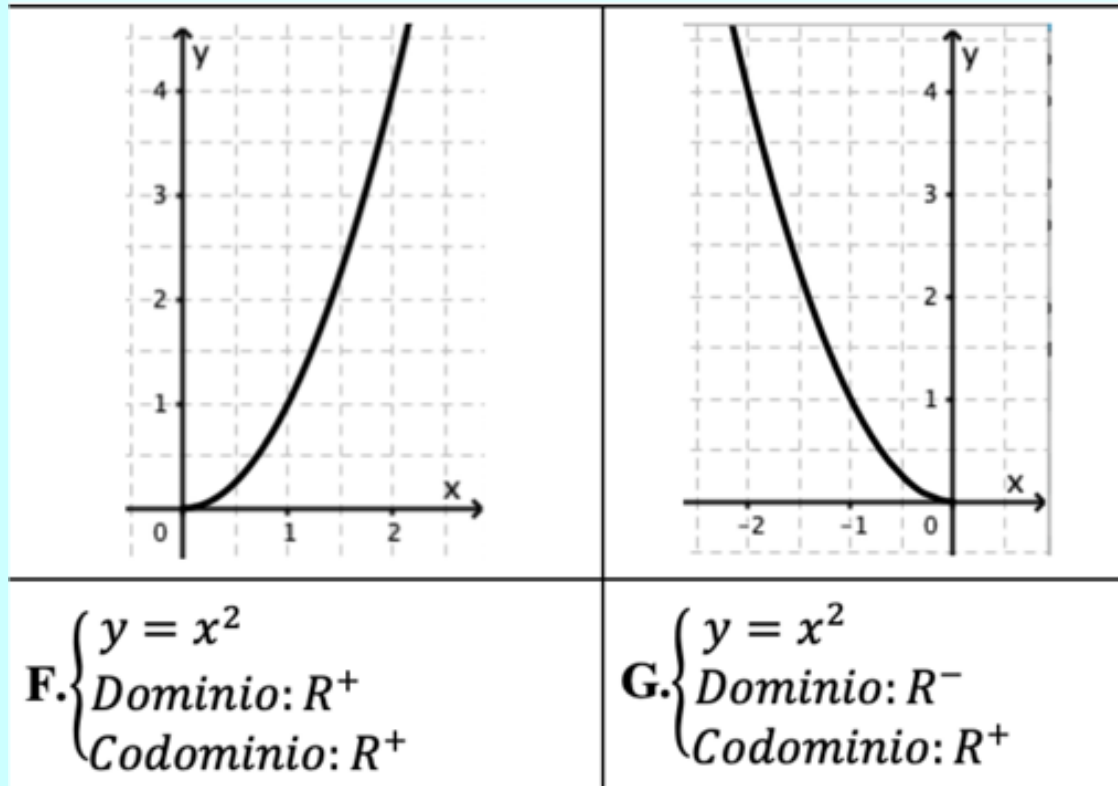 y
4
3
2
1
x
0 1 2
y
4
3
2
1
x
-2 -1 0
F. { y = x²
Dominio: R⁺
Codominio: R⁺
G. { y = x²
Dominio: R⁻
Codominio: R⁺